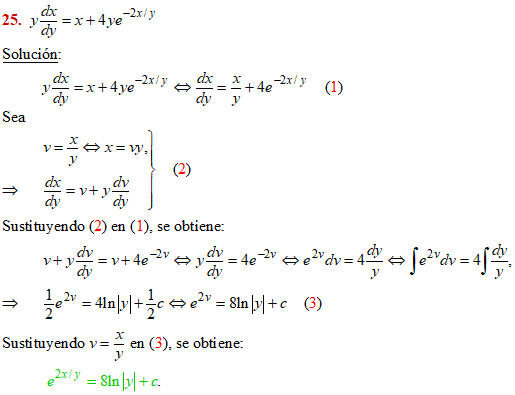 25. y dx/dy = x + 4ye^(-2x/y)
Solución:
y dx/dy = x + 4ye^(-2x/y) ⇔ dx/dy = x/y + 4e^(-2x/y) (1)
Sea
v = x/y ⇔ x = vy,
⇒ dx/dy = v + y dv/dy } (2)
Sustituyendo (2) en (1), se obtiene:
v + y dv/dy = v + 4e^(-2v) ⇔ y dv/dy = 4e^(-2v) ⇔ e^(2v) dv = 4 dy/y ⇔ ∫e^(2v) dv = 4∫dy/y,
⇒ 1/2 e^(2v) = 4ln|y| + 1/2 c ⇔ e^(2v) = 8ln|y| + c (3)
Sustituyendo v = x/y en (3), se obtiene:
e^(2x/y) = 8ln|y| + c.